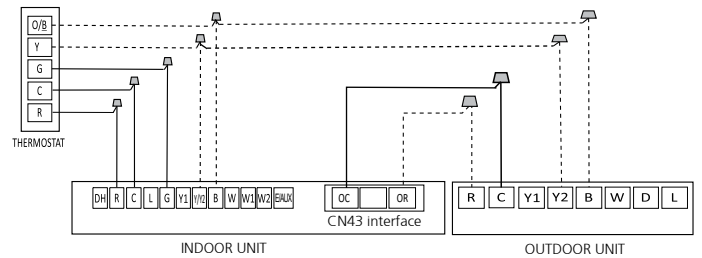 O/B
Y
G
C
R
THERMOSTAT
DH R C L G Y1 Y/Y2 B W W1 W2 E/AUX
OC OR
CN43 interface
R C Y1 Y2 B W D L
INDOOR UNIT
OUTDOOR UNIT